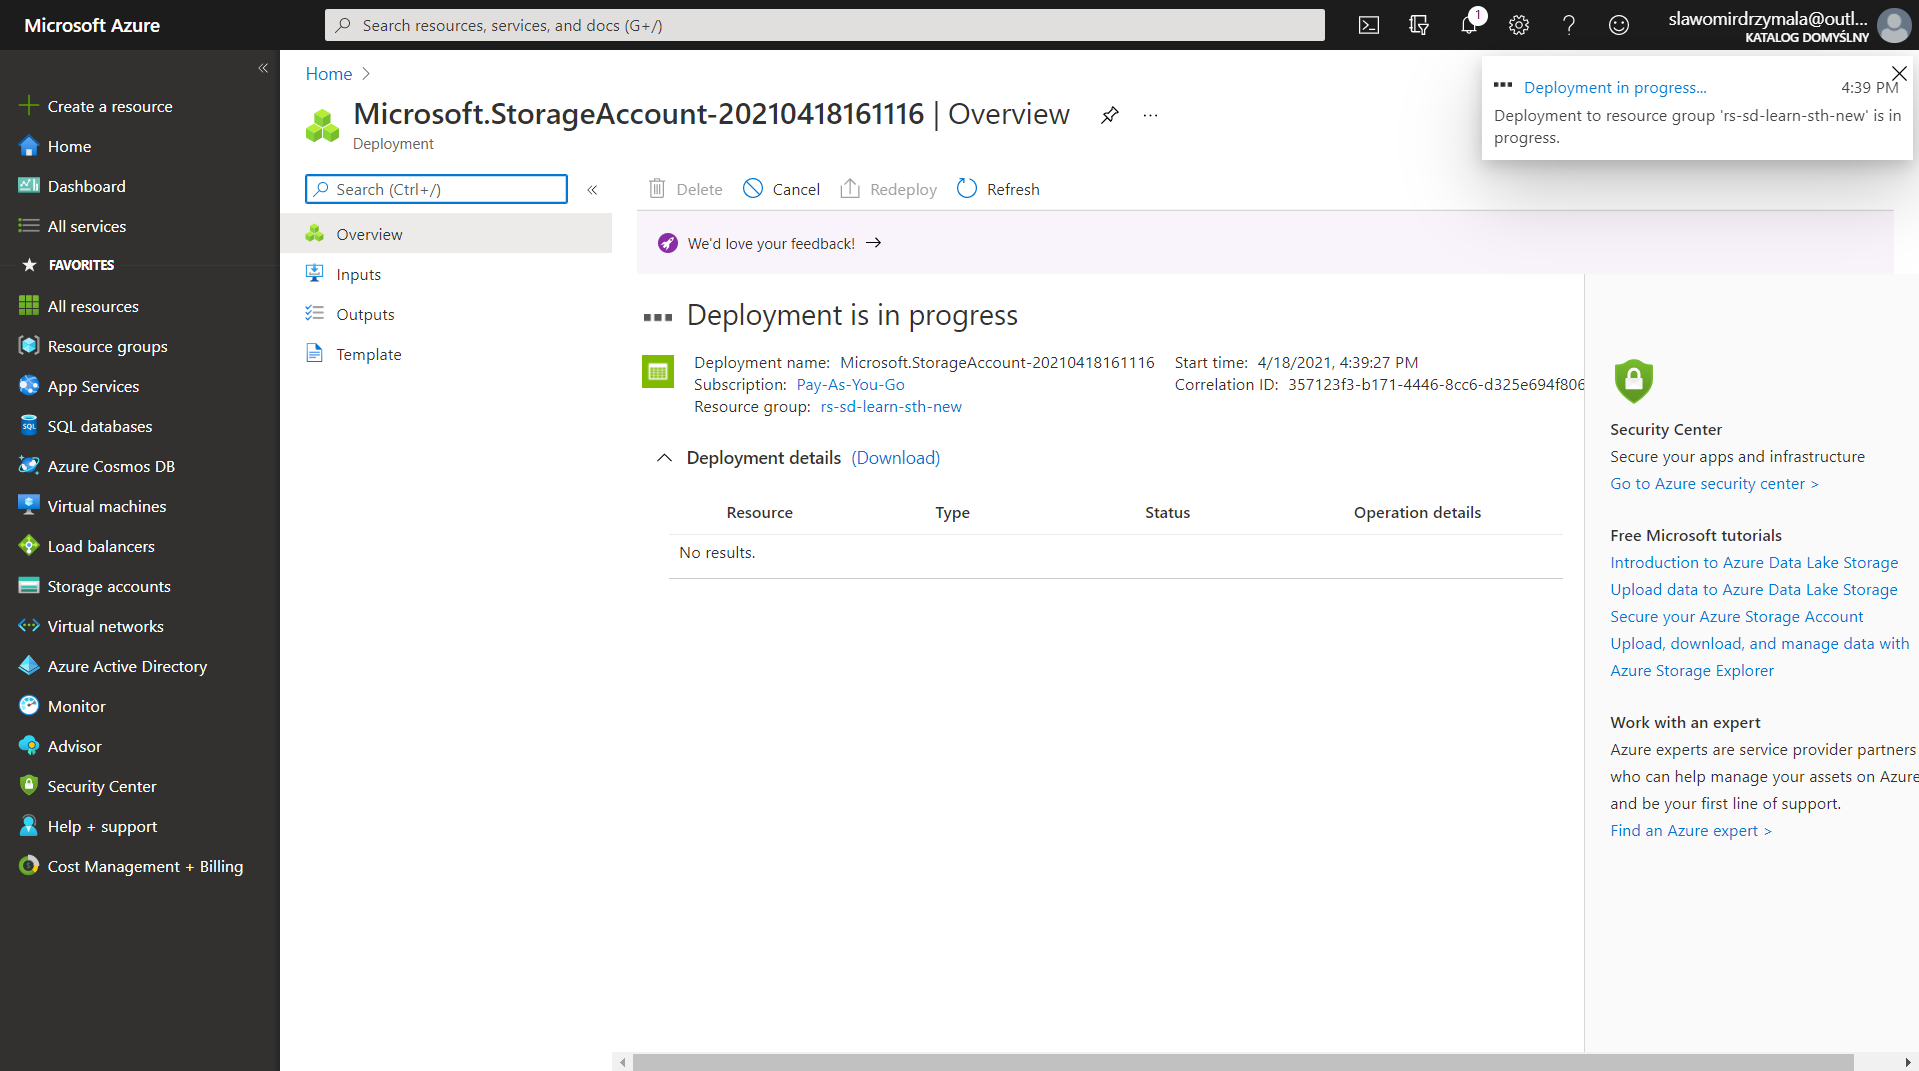 Microsoft Azure
Search resources, services, and docs (G+/)
1
slawomirdrzymala@outl...
KATALOG DOMYŚLNY
Create a resource
Home
Dashboard
All services
FAVORITES
All resources
Resource groups
App Services
SQL databases
Azure Cosmos DB
Virtual machines
Load balancers
Storage accounts
Virtual networks
Azure Active Directory
Monitor
Advisor
Security Center
Help + support
Cost Management + Billing
Home
Microsoft.StorageAccount-20210418161116 | Overview
Deployment
Search (Ctrl+/)
Overview
Inputs
Outputs
Template
Delete
Cancel
Redeploy
Refresh
We'd love your feedback!
Deployment is in progress
Deployment name: Microsoft.StorageAccount-20210418161116
Subscription: Pay-As-You-Go
Resource group: rs-sd-learn-sth-new
Start time: 4/18/2021, 4:39:27 PM
Correlation ID: 357123f3-b171-4446-8cc6-d325e694f806
Deployment details (Download)
Resource Type Status Operation details
No results.
Deployment in progress...
4:39 PM
Deployment to resource group 'rs-sd-learn-sth-new' is in
progress.
Security Center
Secure your apps and infrastructure
Go to Azure security center >
Free Microsoft tutorials
Introduction to Azure Data Lake Storage
Upload data to Azure Data Lake Storage
Secure your Azure Storage Account
Upload, download, and manage data with
Azure Storage Explorer
Work with an expert
Azure experts are service provider partners
who can help manage your assets on Azure
and be your first line of support.
Find an Azure expert >